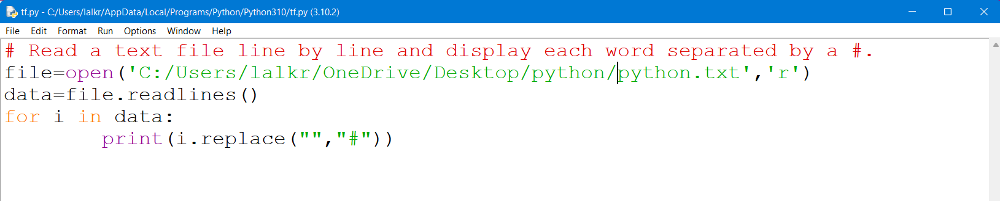 tf.py - C:/Users/lalkr/AppData/Local/Programs/Python/Python310/tf.py (3.10.2)
File Edit Format Run Options Window Help
# Read a text file line by line and display each word separated by a #.
file=open('C:/Users/lalkr/OneDrive/Desktop/python/python.txt','r')
data=file.readlines()
for i in data:
        print(i.replace("","#"))